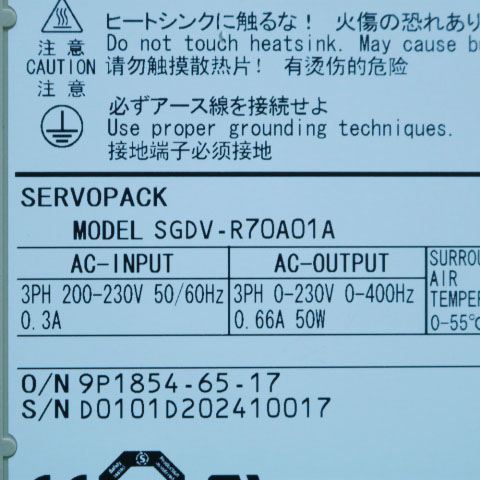 ヒートシンクに触るな! 火傷の恐れあり
注意
Do not touch heatsink. May cause
CAUTION
请勿触摸散热片! 有烫伤的危险
注意
必ずアース線を接続せよ
Use proper grounding techniques.
接地端子必须接地
SERVOPACK
MODEL SGDV-R70A01A
AC-INPUT
AC-OUTPUT
3PH 200-230V 50/60Hz
0.3A
3PH 0-230V 0-400Hz
0.66A 50W
AIR
0-55℃
O/N 9P1854-65-17
S/N D0101D202410017